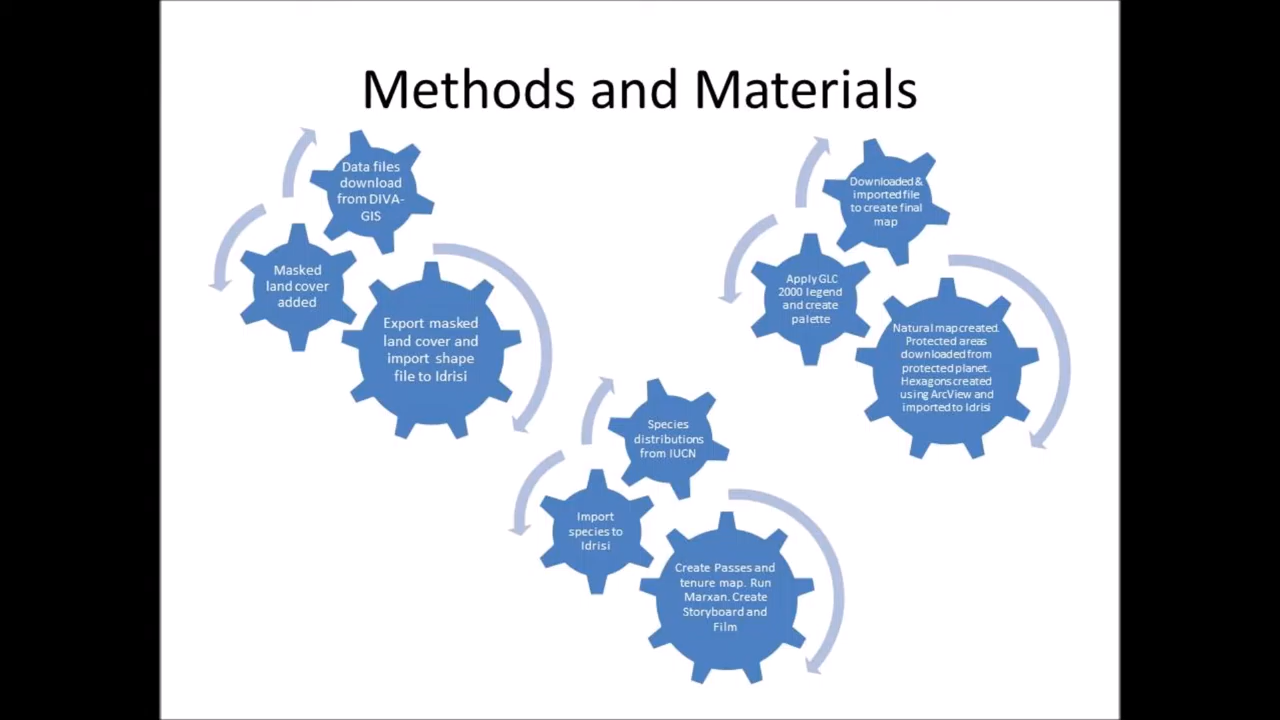 Methods and Materials
Data files
download
from DIVA-
GIS
Masked
land cover
added
Export masked
land cover and
import shape
file to Idrisi
Downloaded &
imported file
to create final
map
Apply GLC
2000 legend
and create
palette
Natural map created.
Protected areas
downloaded from
protected planet.
Hexagons created
using ArcView and
imported to Idrisi
Species
distributions
from IUCN
Import
species to
Idrisi
Create Passes and
tenure map. Run
Marxan. Create
Storyboard and
Film